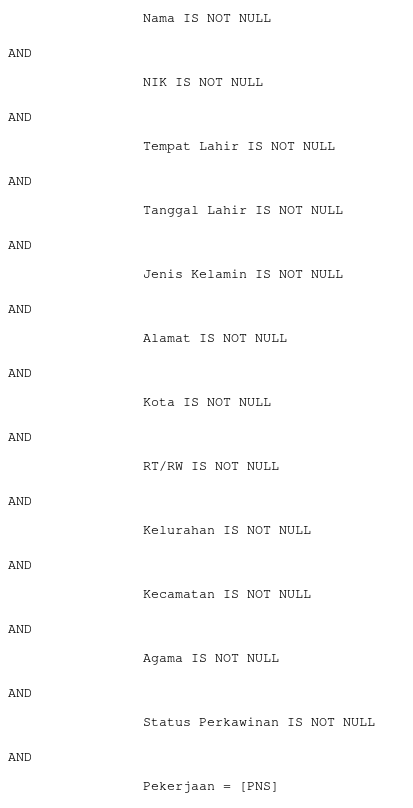 Nama IS NOT NULL
AND
NIK IS NOT NULL
AND
Tempat Lahir IS NOT NULL
AND
Tanggal Lahir IS NOT NULL
AND
Jenis Kelamin IS NOT NULL
AND
Alamat IS NOT NULL
AND
Kota IS NOT NULL
AND
RT/RW IS NOT NULL
AND
Kelurahan IS NOT NULL
AND
Kecamatan IS NOT NULL
AND
Agama IS NOT NULL
AND
Status Perkawinan IS NOT NULL
AND
Pekerjaan = [PNS]